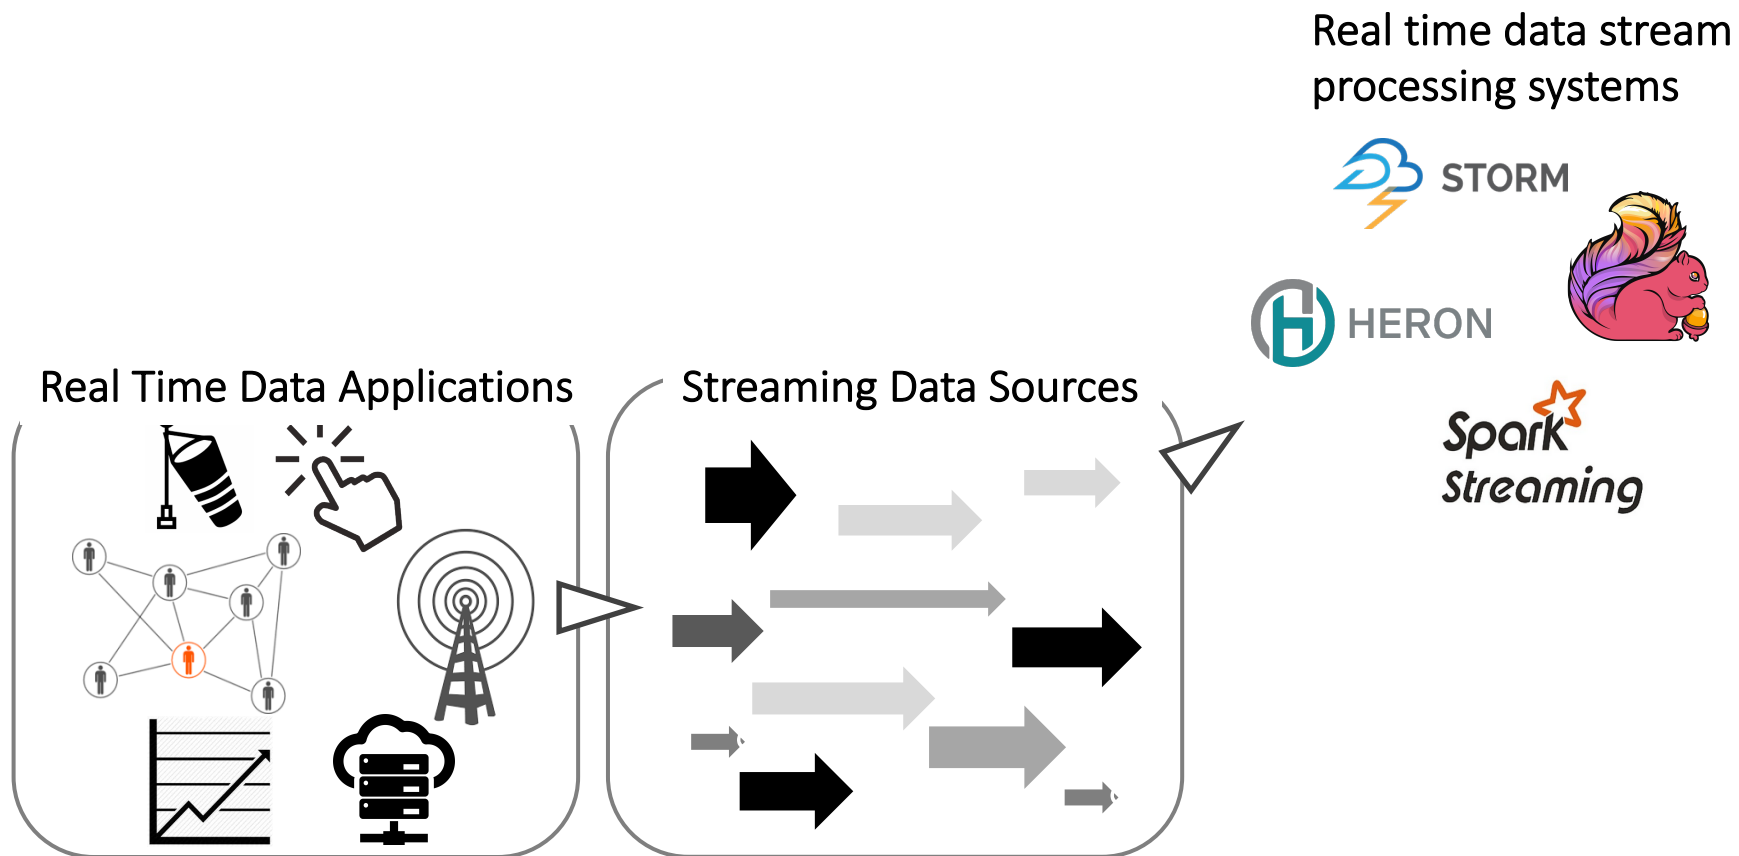 Real time data stream
processing systems
STORM
HERON
Real Time Data Applications
Streaming Data Sources
Spark
Streaming